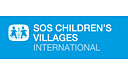 SOS CHILDREN'S
VILLAGES
INTERNATIONAL